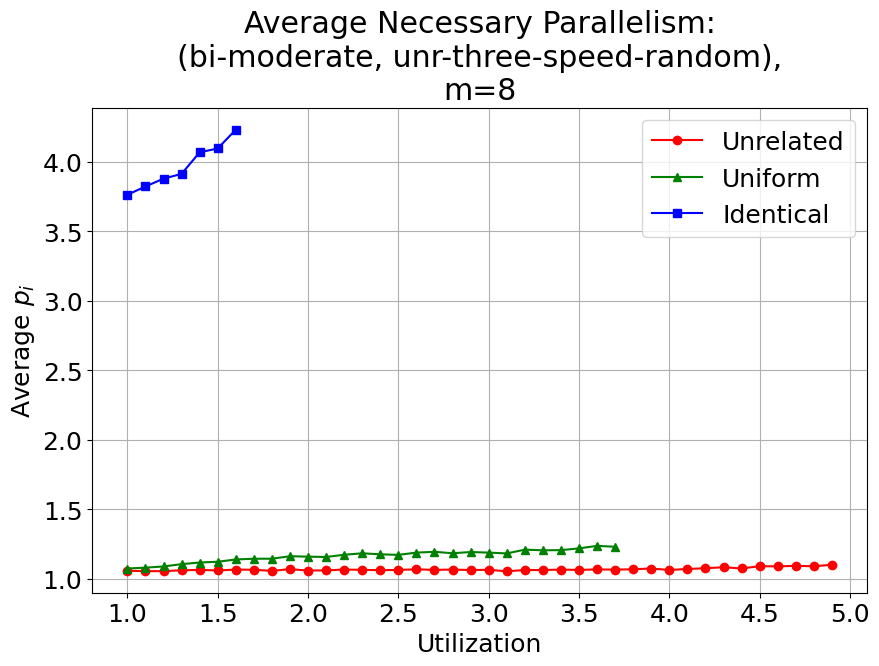 Average Necessary Parallelism:
(bi-moderate, unr-three-speed-random),
m=8
Unrelated
Uniform
Identical
4.0
3.5
3.0
2.5
2.0
1.5
1.0
Average p_i
1.0 1.5 2.0 2.5 3.0 3.5 4.0 4.5 5.0
Utilization